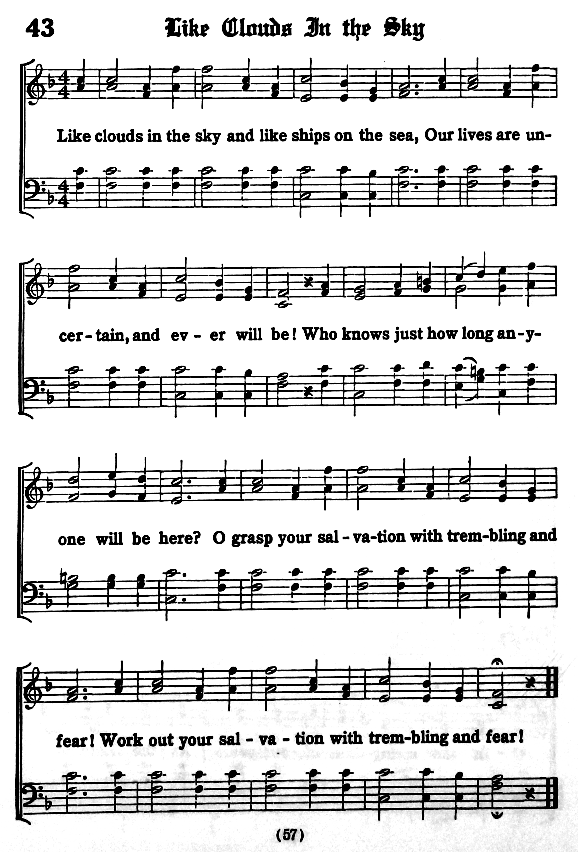 43 Like Clouds In the Sky
Like clouds in the sky and like ships on the sea, Our lives are un-
cer-tain, and ev-er will be! Who knows just how long an-y-
one will be here? O grasp your sal-va-tion with trem-bling and
fear! Work out your sal-va-tion with trem-bling and fear!
(57)